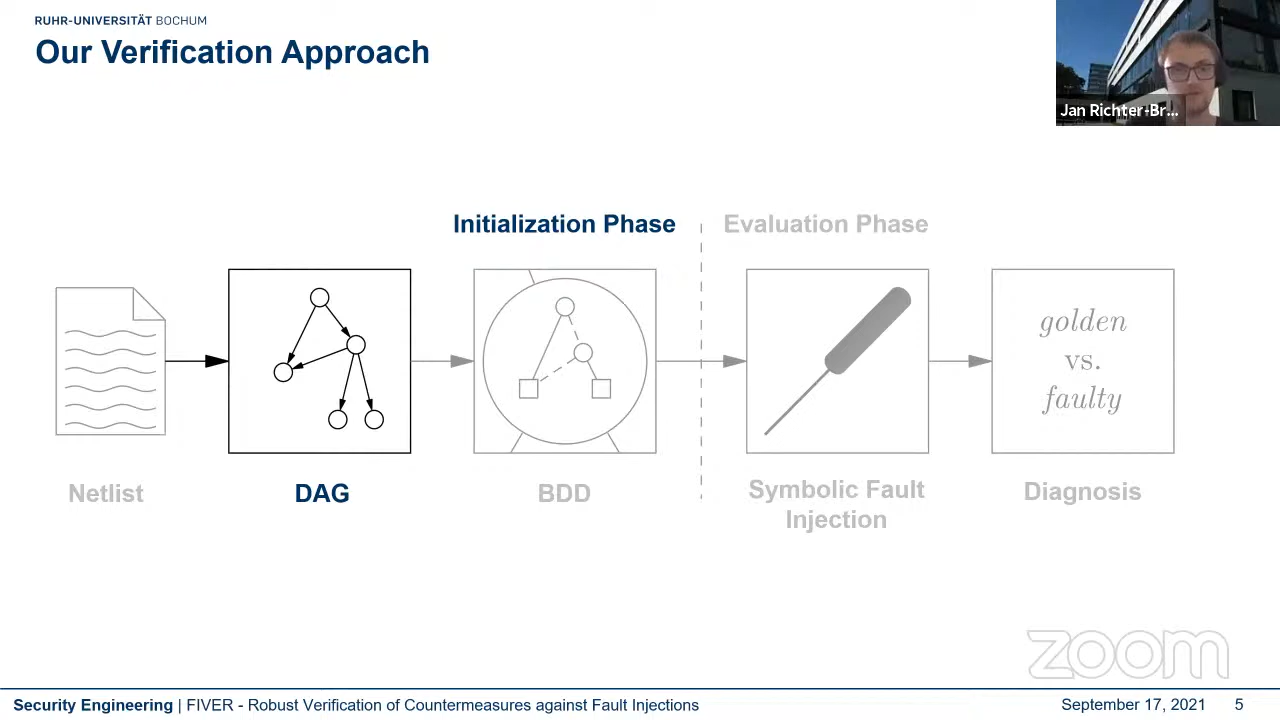 RUHR-UNIVERSITÄT BOCHUM
Our Verification Approach
Jan Richter-Br...
Initialization Phase
Evaluation Phase
golden
vs.
faulty
Netlist
DAG
BDD
Symbolic Fault
Injection
Diagnosis
zoom
Security Engineering | FIVER - Robust Verification of Countermeasures against Fault Injections
September 17, 2021
5